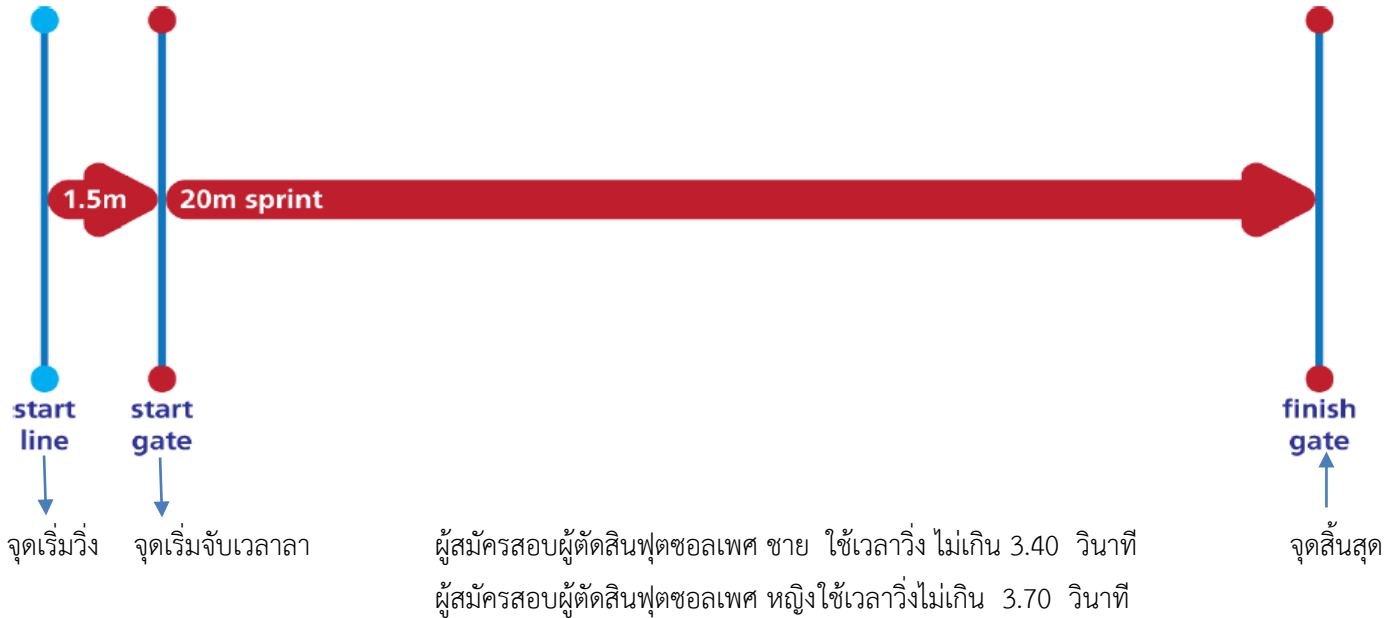 1.5m 20m sprint
start line
start gate
finish gate
จุดเริ่มวิ่ง จุดเริ่มจับเวลาลา ผู้สมัครสอบผู้ตัดสินฟุตซอลเพศ ชาย ใช้เวลาวิ่ง ไม่เกิน 3.40 วินาที จุดสิ้นสุด
ผู้สมัครสอบผู้ตัดสินฟุตซอลเพศ หญิงใช้เวลาวิ่งไม่เกิน 3.70 วินาที